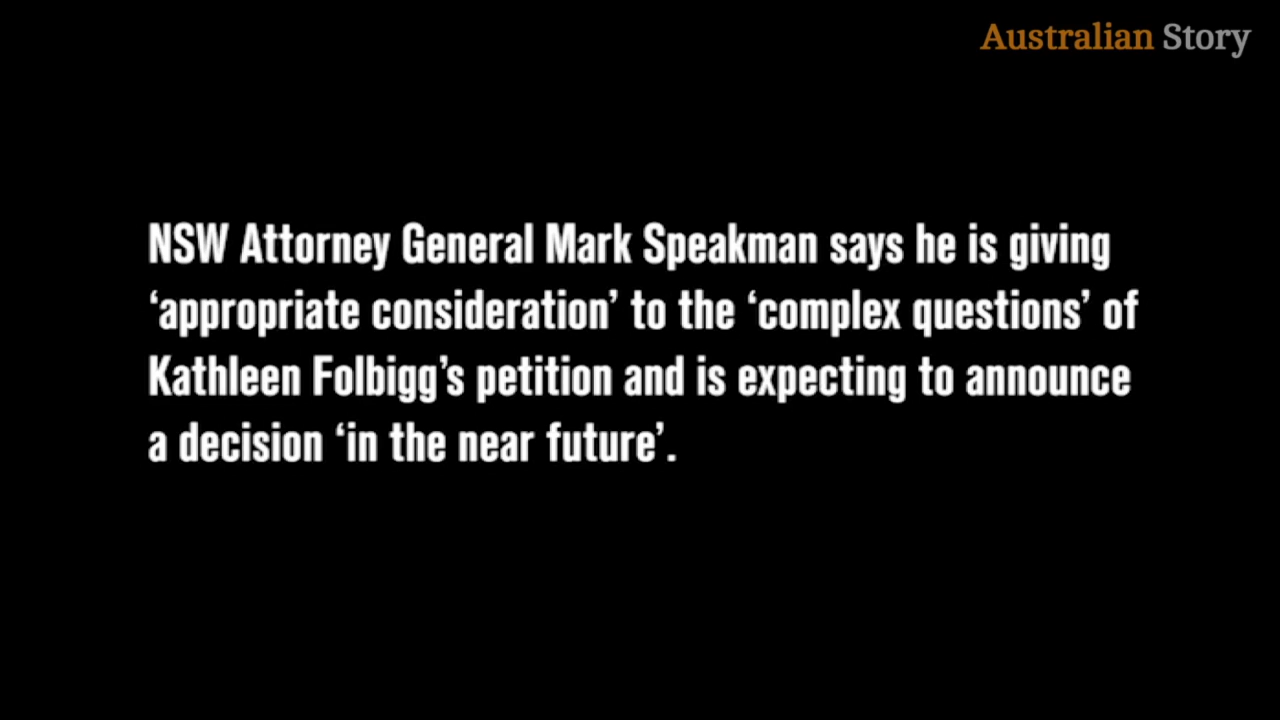 Australian Story
NSW Attorney General Mark Speakman says he is giving
‘appropriate consideration’ to the ‘complex questions’ of
Kathleen Folbigg’s petition and is expecting to announce
a decision ‘in the near future’.